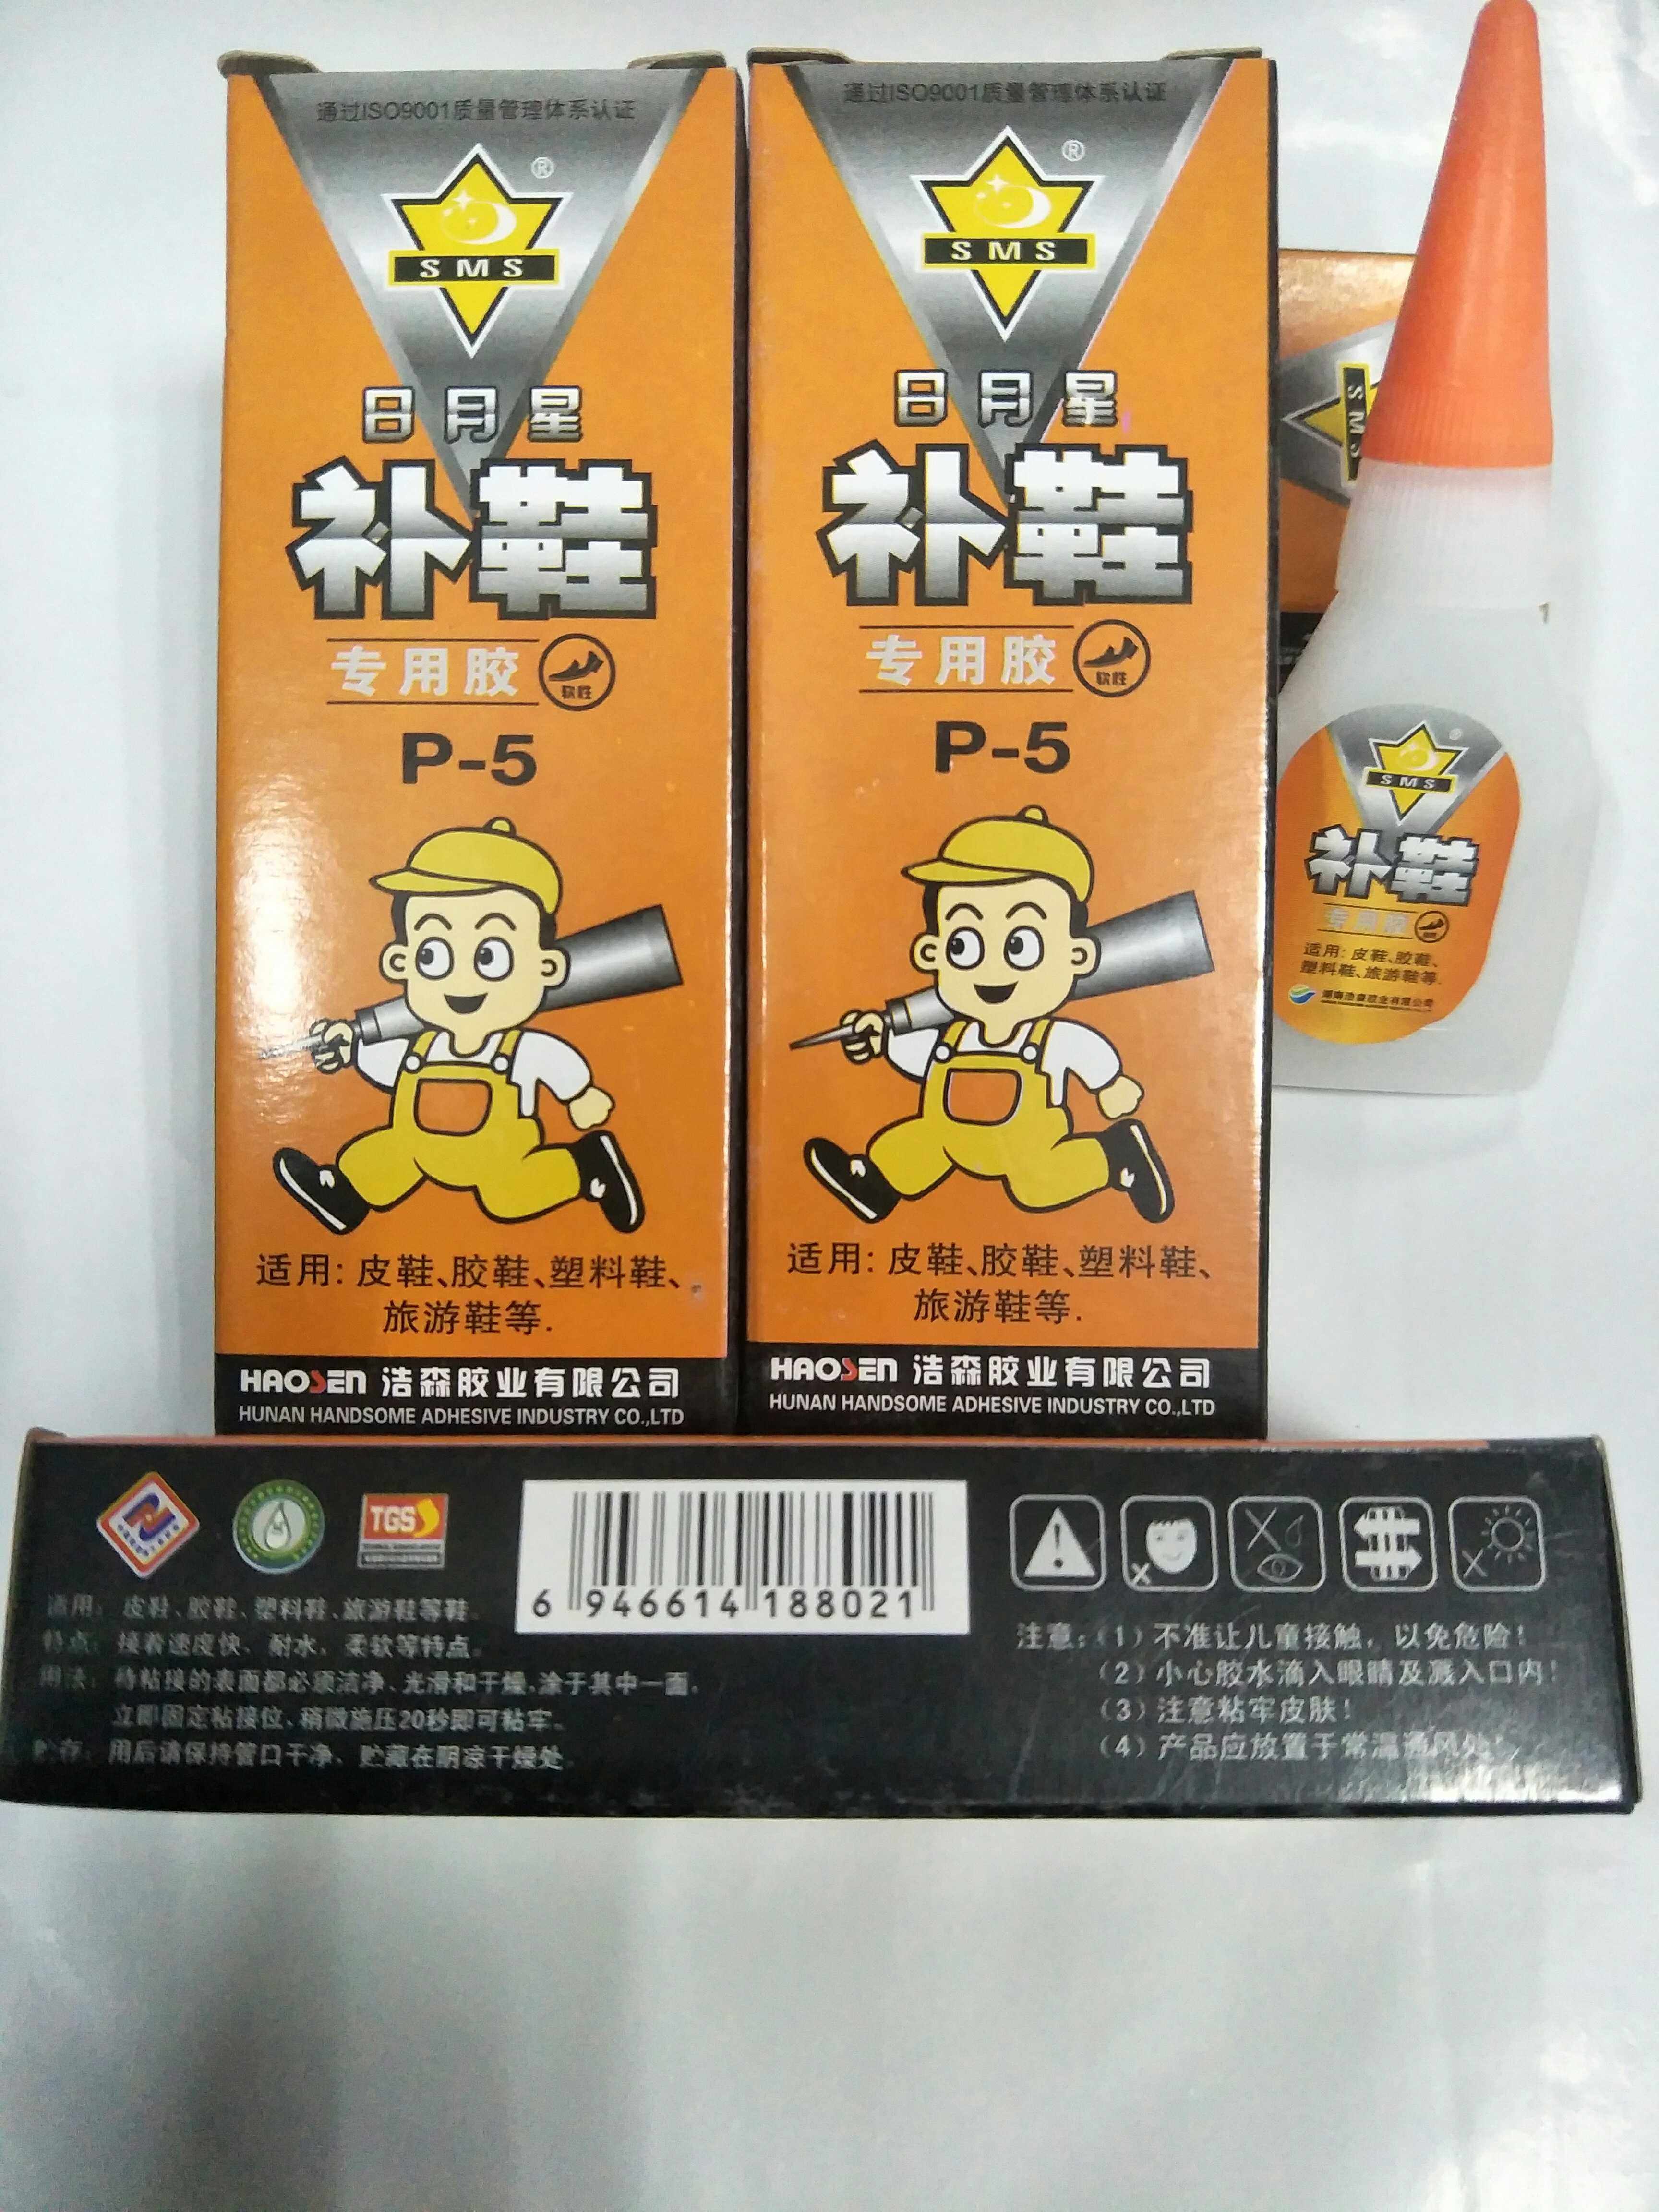 通过ISO9001质量管理体系认证
®
SMS
日月星
补鞋
专用胶
软性
P-5
适用: 皮鞋、胶鞋、塑料鞋、
旅游鞋等.
HAOSEN 浩森胶业有限公司
HUNAN HANDSOME ADHESIVE INDUSTRY CO.,LTD
通过ISO9001质量管理体系认证
®
SMS
日月星
补鞋
专用胶
软性
P-5
适用: 皮鞋、胶鞋、塑料鞋、
旅游鞋等.
HAOSEN 浩森胶业有限公司
HUNAN HANDSOME ADHESIVE INDUSTRY CO.,LTD
SMS
®
SMS
补鞋
专用胶
适用: 皮鞋、胶鞋、
塑料鞋、旅游鞋等.
TGS
适用: 皮鞋、胶鞋、塑料鞋、旅游鞋等鞋.
特点: 接着速度快、耐水、柔软等特点。
用法: 待粘接的表面都必须洁净、光滑和干燥,涂于其中一面.
立即固定粘接位、稍微施压20秒即可粘牢。
贮存: 用后请保持管口干净、贮藏在阴凉干燥处.
6 946614 188021
注意:(1)不准让儿童接触，以免危险！
(2)小心胶水滴入眼睛及溅入口内！
(3)注意粘牢皮肤！
(4)产品应放置于常温通风处！